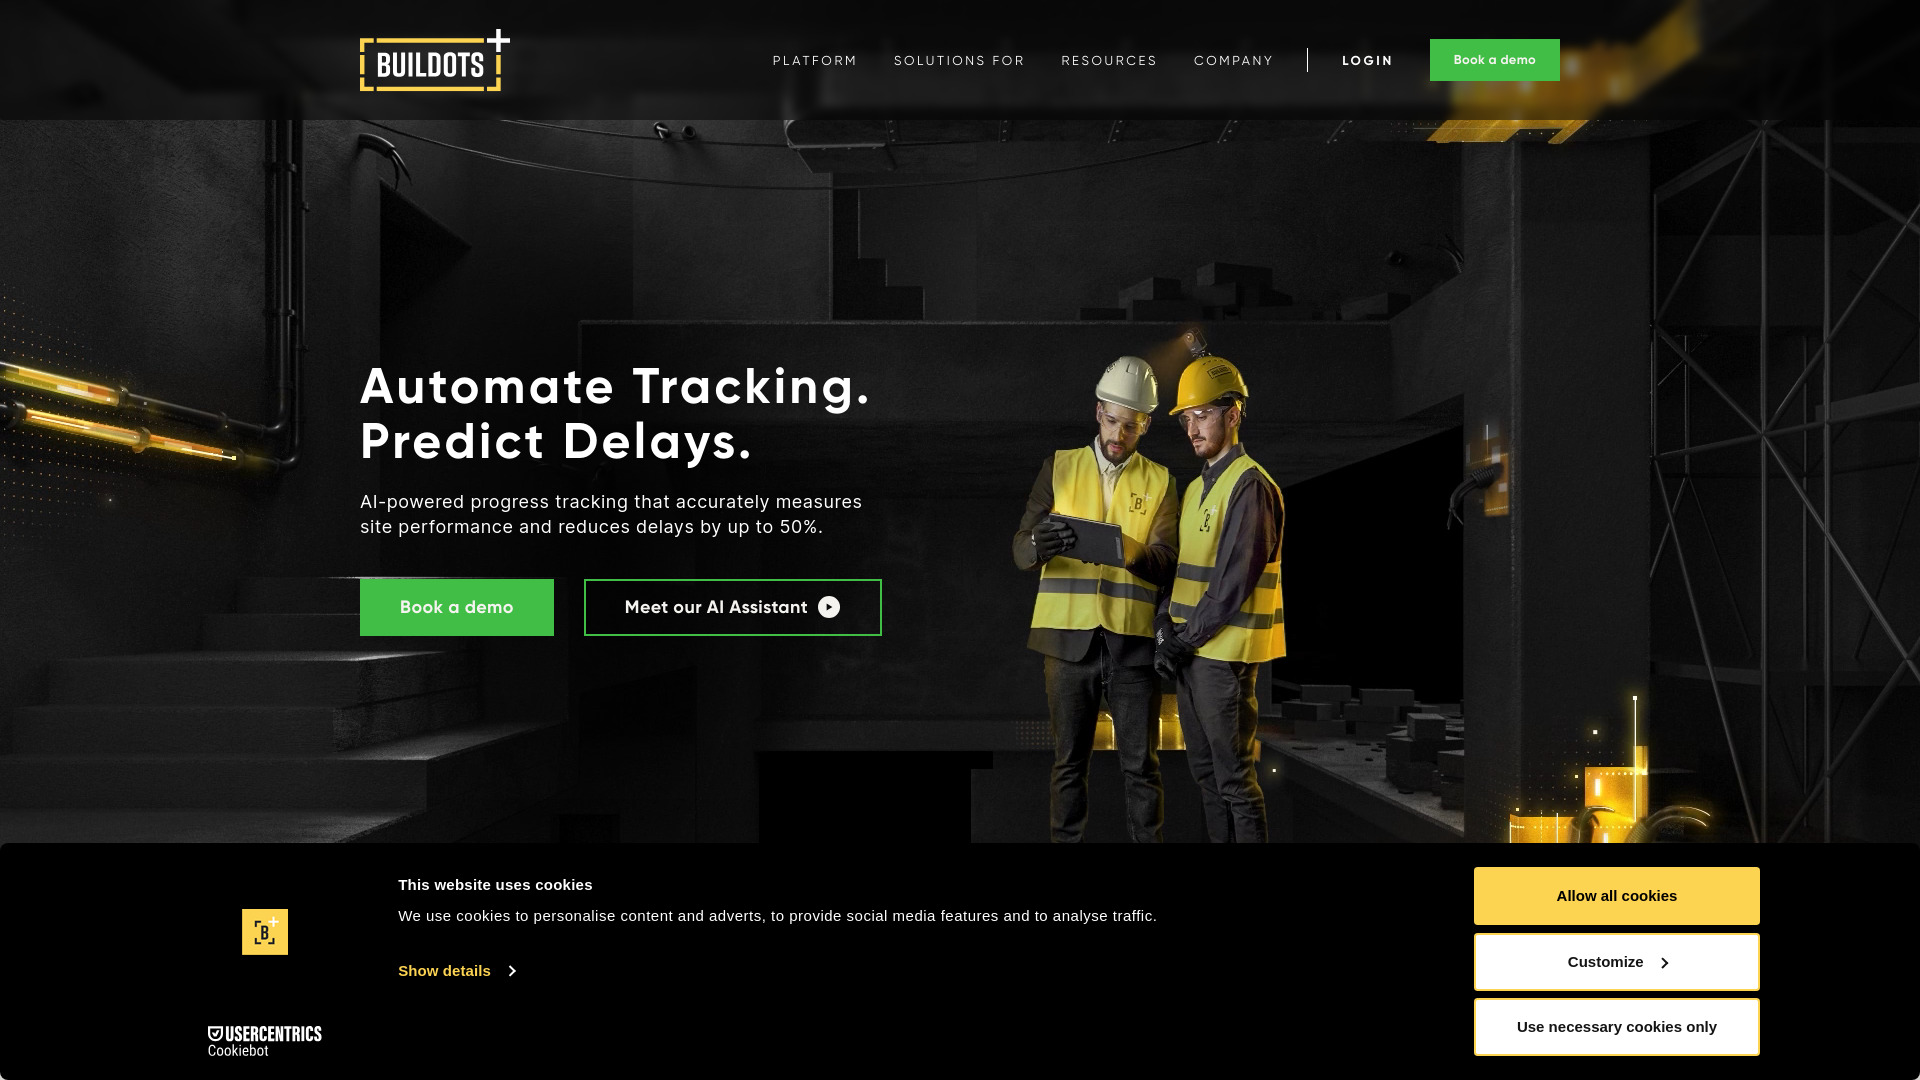 BUILDOTS
PLATFORM
SOLUTIONS FOR
RESOURCES
COMPANY
LOGIN
Book a demo
Automate Tracking.
Predict Delays.
AI-powered progress tracking that accurately measures
site performance and reduces delays by up to 50%.
Book a demo
Meet our AI Assistant
B
B
This website uses cookies
We use cookies to personalise content and adverts, to provide social media features and to analyse traffic.
Show details
B
USERCENTRICS
Cookiebot
Allow all cookies
Customize
Use necessary cookies only